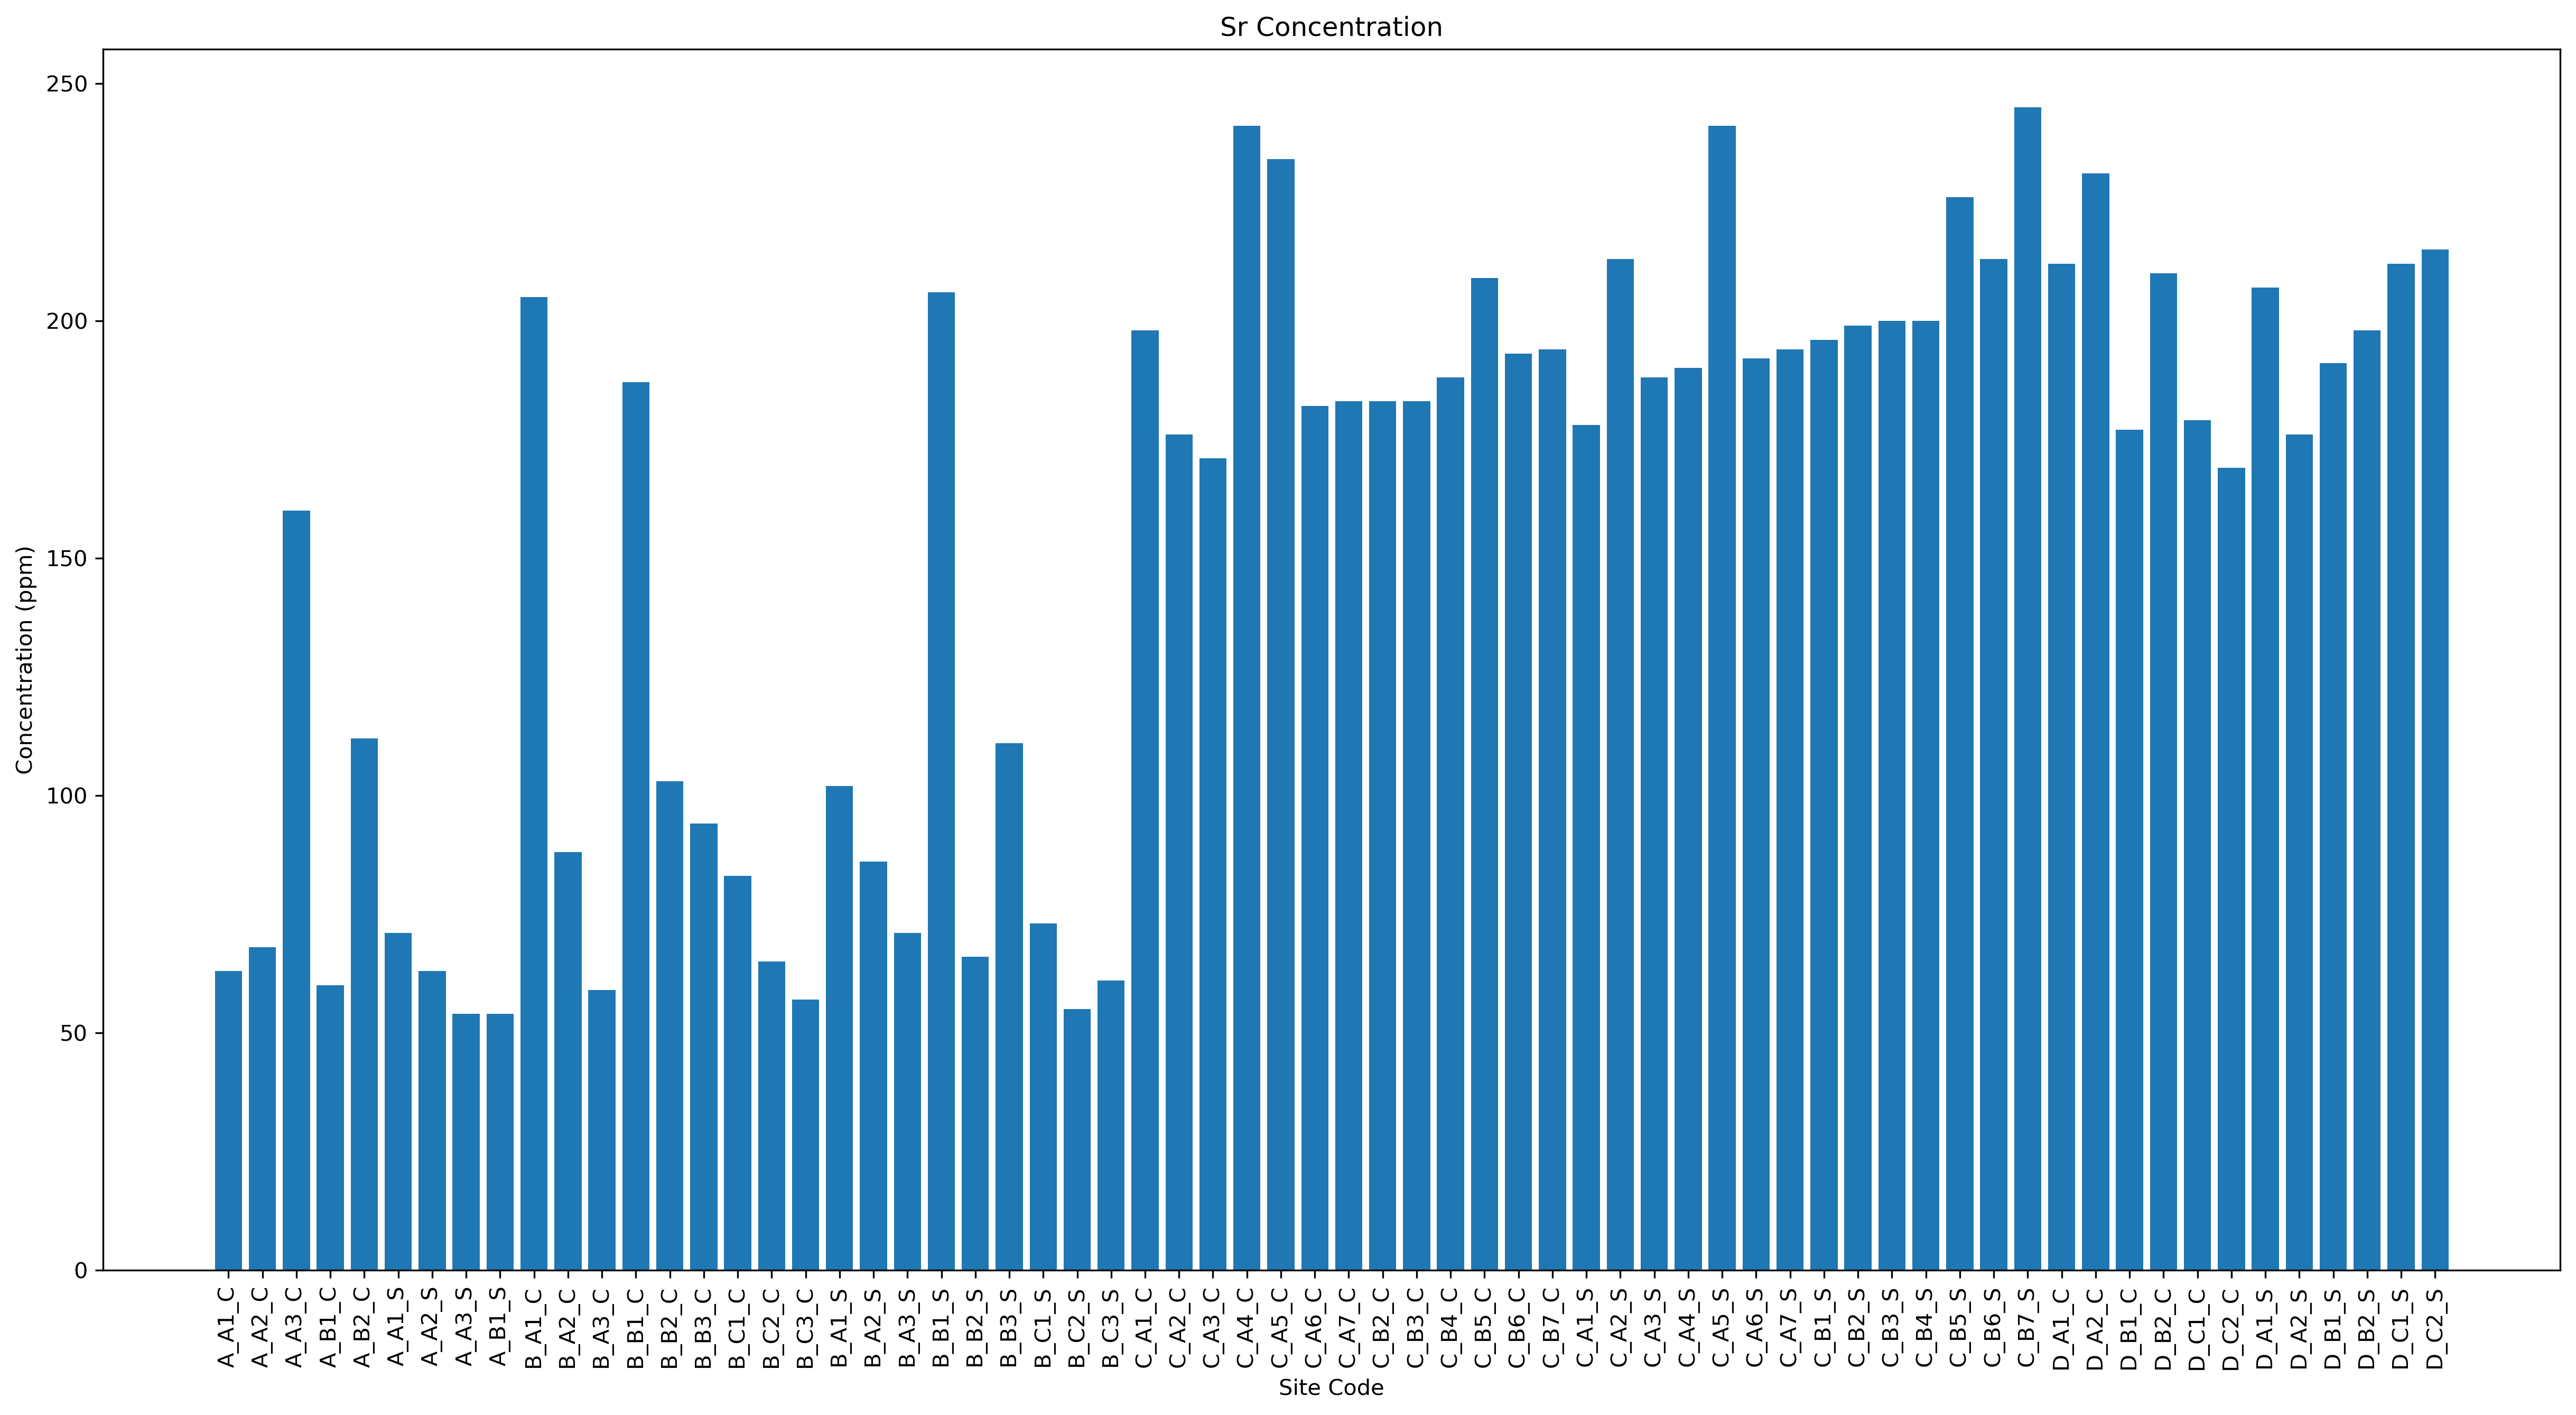 Sr Concentration
Concentration (ppm)
250
200
150
100
50
0
A_A1_C
A_A2_C
A_A3_C
A_B1_C
A_B2_C
A_A1_S
A_A2_S
A_A3_S
A_B1_S
B_A1_C
B_A2_C
B_A3_C
B_B1_C
B_B2_C
B_B3_C
B_C1_C
B_C2_C
B_C3_C
B_A1_S
B_A2_S
B_A3_S
B_B1_S
B_B2_S
B_B3_S
B_C1_S
B_C2_S
B_C3_S
C_A1_C
C_A2_C
C_A3_C
C_A4_C
C_A5_C
C_A6_C
C_A7_C
C_B2_C
C_B3_C
C_B4_C
C_B5_C
C_B6_C
C_B7_C
C_A1_S
C_A2_S
C_A3_S
C_A4_S
C_A5_S
C_A6_S
C_A7_S
C_B1_S
C_B2_S
C_B3_S
C_B4_S
C_B5_S
C_B6_S
C_B7_S
D_A1_C
D_A2_C
D_B1_C
D_B2_C
D_C1_C
D_C2_C
D_A1_S
D_A2_S
D_B1_S
D_B2_S
D_C1_S
D_C2_S
Site Code